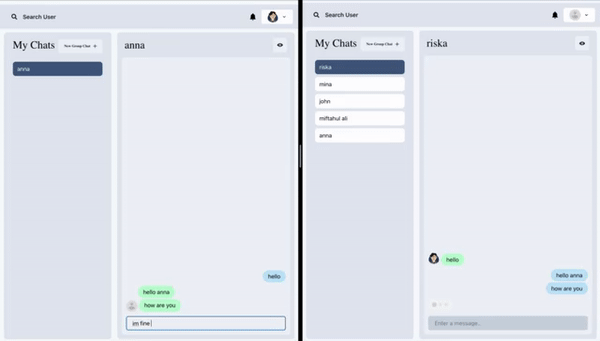 Search User
My Chats
New Group Chat +
anna
anna
hello
hello anna
how are you
im fine
Search User
My Chats
New Group Chat +
riska
mina
john
miftahul ali
anna
riska
hello
hello anna
how are you
Enter a message..